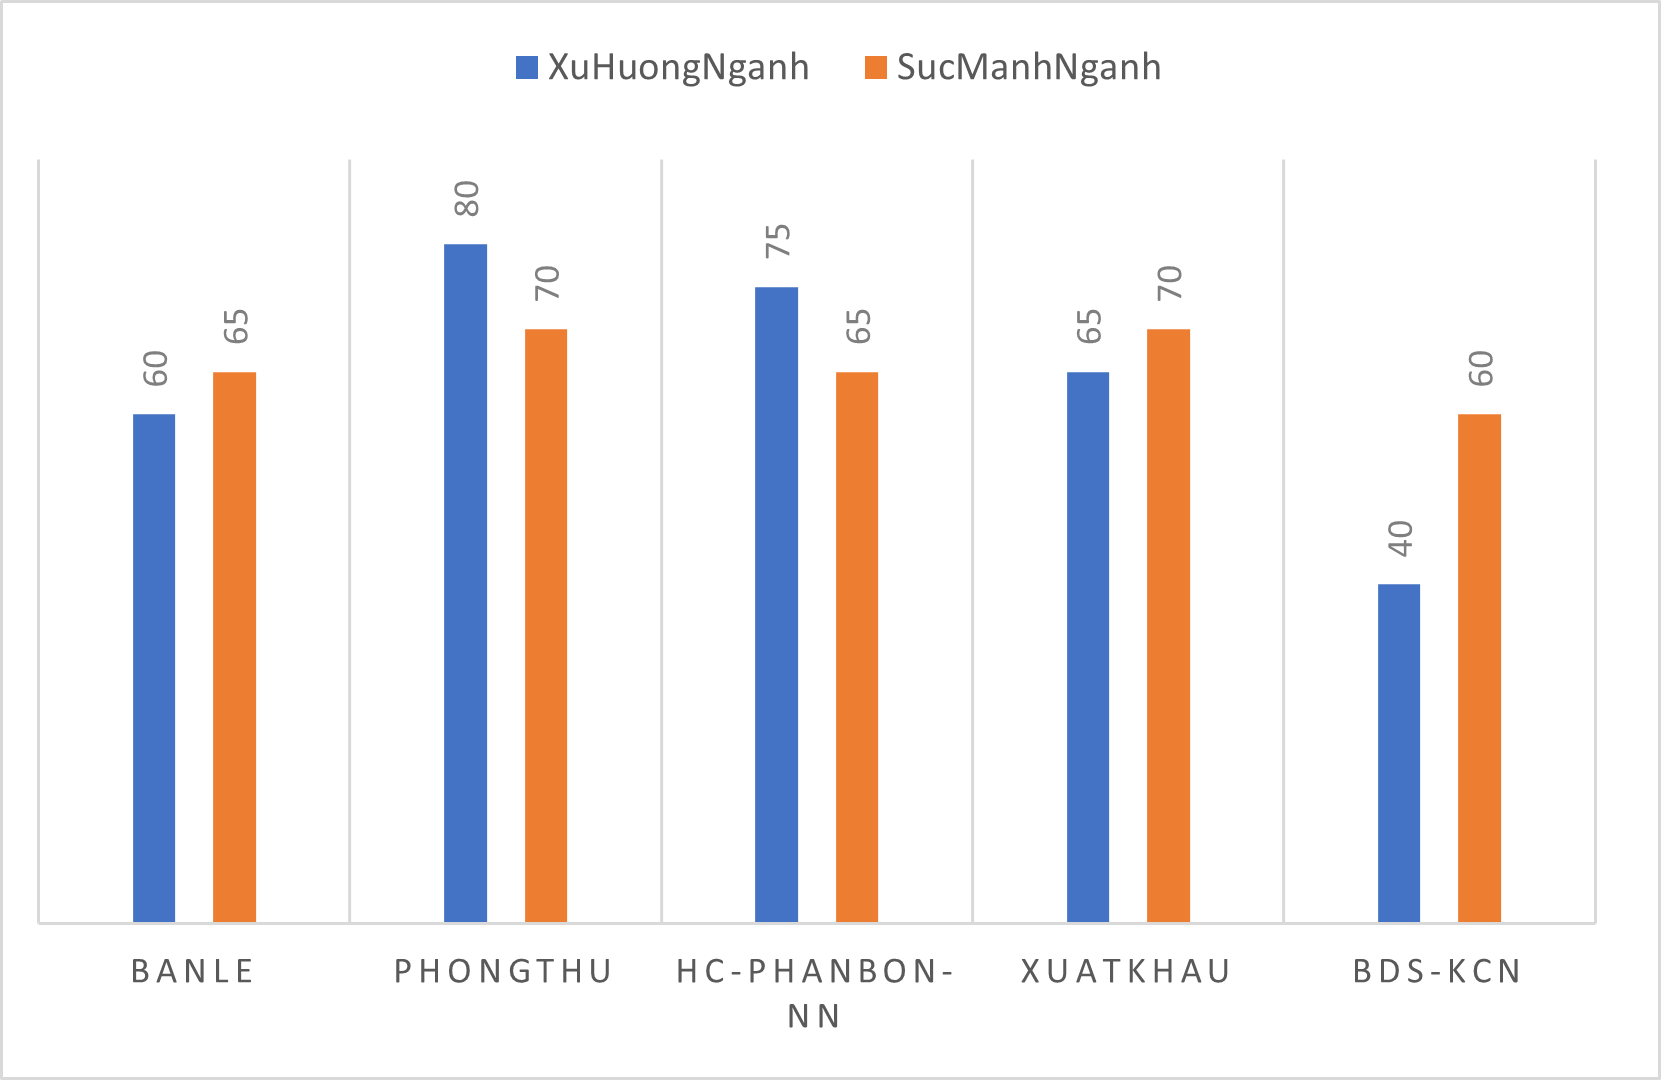 XuHuongNganh SucManhNganh
60 65 80 70 75 65 65 70 40 60
BANLE PHONGTHU HC-PHANBON- XUATKHAU BDS-KCN
NN